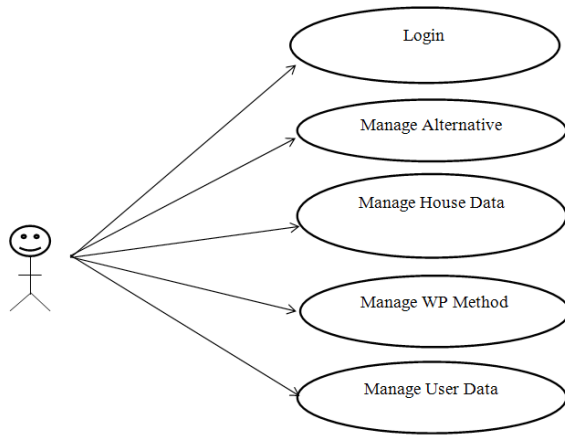 Login
Manage Alternative
Manage House Data
Manage WP Method
Manage User Data